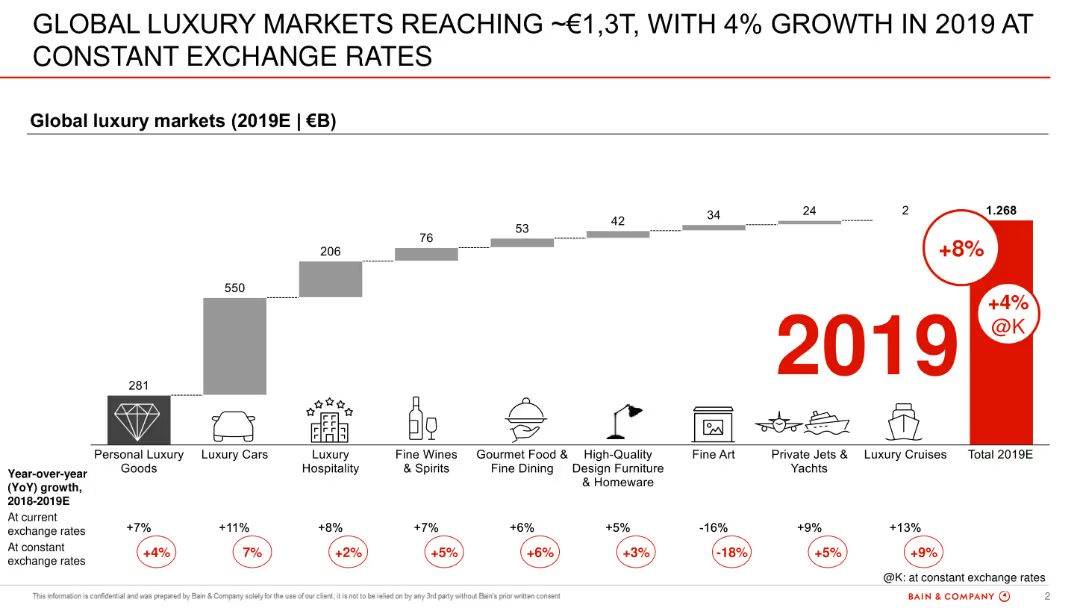 GLOBAL LUXURY MARKETS REACHING ~€1,3T, WITH 4% GROWTH IN 2019 AT
CONSTANT EXCHANGE RATES
Global luxury markets (2019E | €B)
281
550
206
76
53
42
34
24
2
1.268
+8%
+4%
@K
2019
Personal Luxury
Goods
Luxury Cars
Luxury
Hospitality
Fine Wines
& Spirits
Gourmet Food &
Fine Dining
High-Quality
Design Furniture
& Homeware
Fine Art
Private Jets &
Yachts
Luxury Cruises
Total 2019E
Year-over-year
(YoY) growth,
2018-2019E
At current
exchange rates
+7%
+11%
+8%
+7%
+6%
+5%
-16%
+9%
+13%
At constant
exchange rates
+4%
7%
+2%
+5%
+6%
+3%
-18%
+5%
+9%
@K: at constant exchange rates
This information is confidential and was prepared by Bain & Company solely for the use of our client, it is not to be relied on by any 3rd party without Bain's prior written consent
BAIN & COMPANY
2